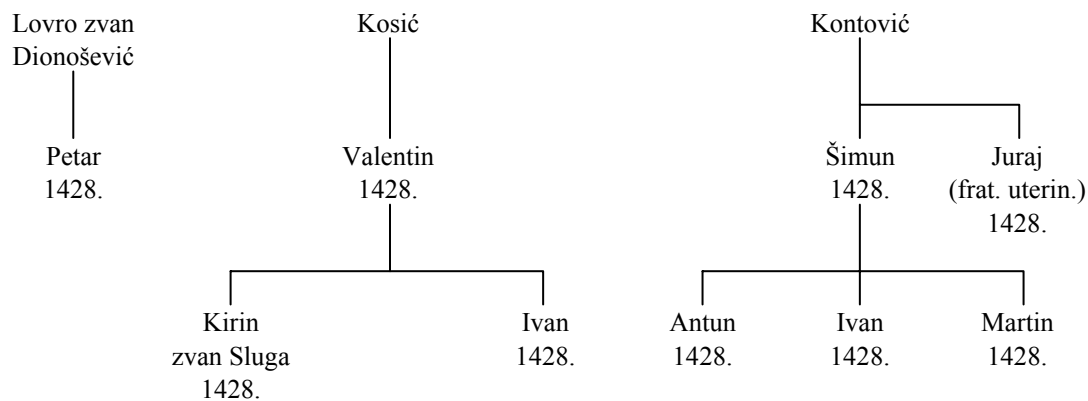 Lovro zvan
Dionošević
Kosić
Kontović
Petar
1428.
Valentin
1428.
Šimun
1428.
Juraj
(frat. uterin.)
1428.
Kirin
zvan Sluga
1428.
Ivan
1428.
Antun
1428.
Ivan
1428.
Martin
1428.